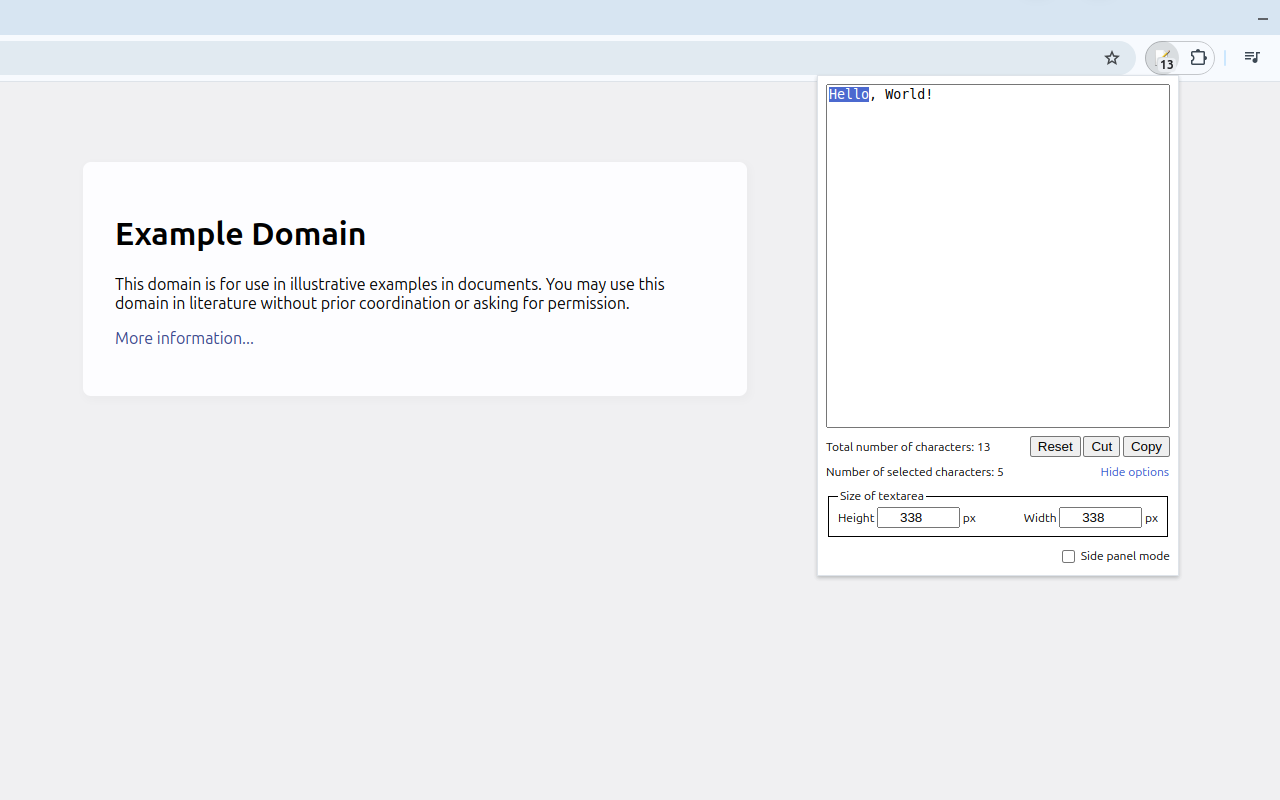 13
Hello, World!
Example Domain
This domain is for use in illustrative examples in documents. You may use this
domain in literature without prior coordination or asking for permission.
More information...
Total number of characters: 13 Reset Cut Copy
Number of selected characters: 5 Hide options
Size of textarea
Height 338 px Width 338 px
Side panel mode